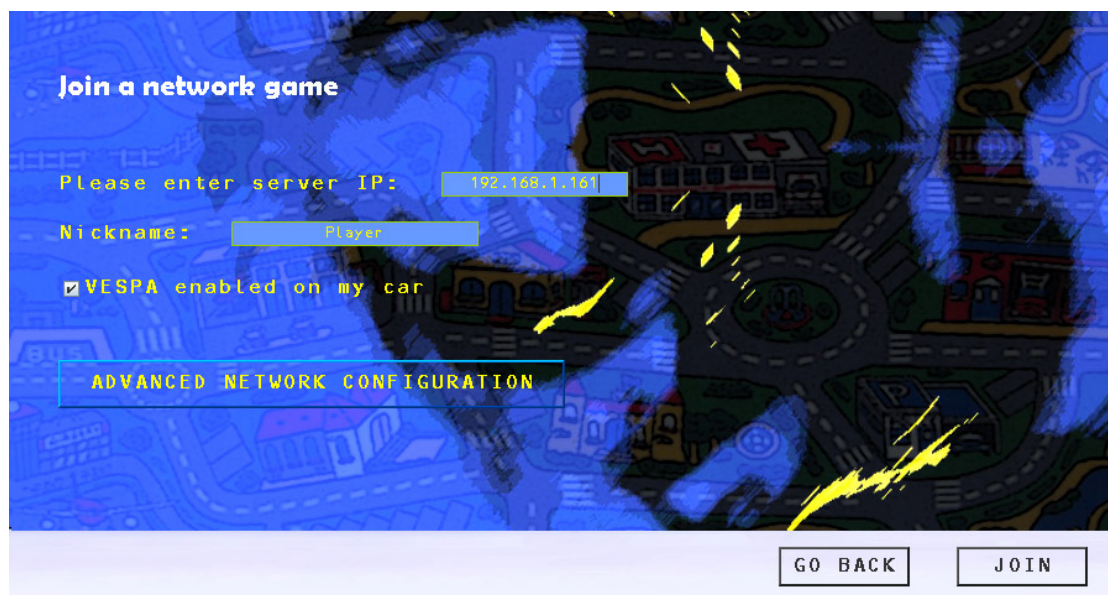 Join a network game
Please enter server IP: 192.168.1.161
Nickname: Player
VESPA enabled on my car
BUS
ADVANCED NETWORK CONFIGURATION
P
GO BACK JOIN